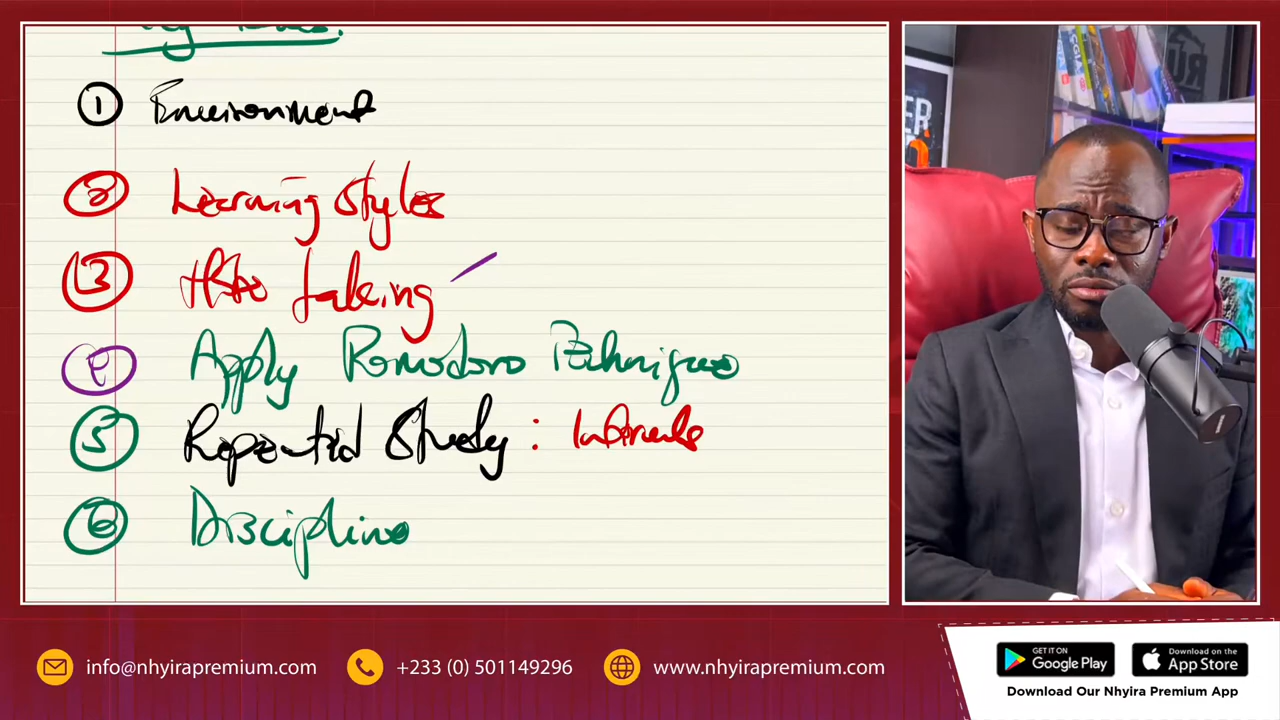 ① Environment
② Learning Styles
③ taking
Apply Pomodoro Technique
⑤ Repeated Study : Intervals
⑥ Discipline
info@nhyirapremium.com
+233 (0) 501149296
www.nhyirapremium.com
GET IT ON
Google Play
Download on the
App Store
Download Our Nhyira Premium App